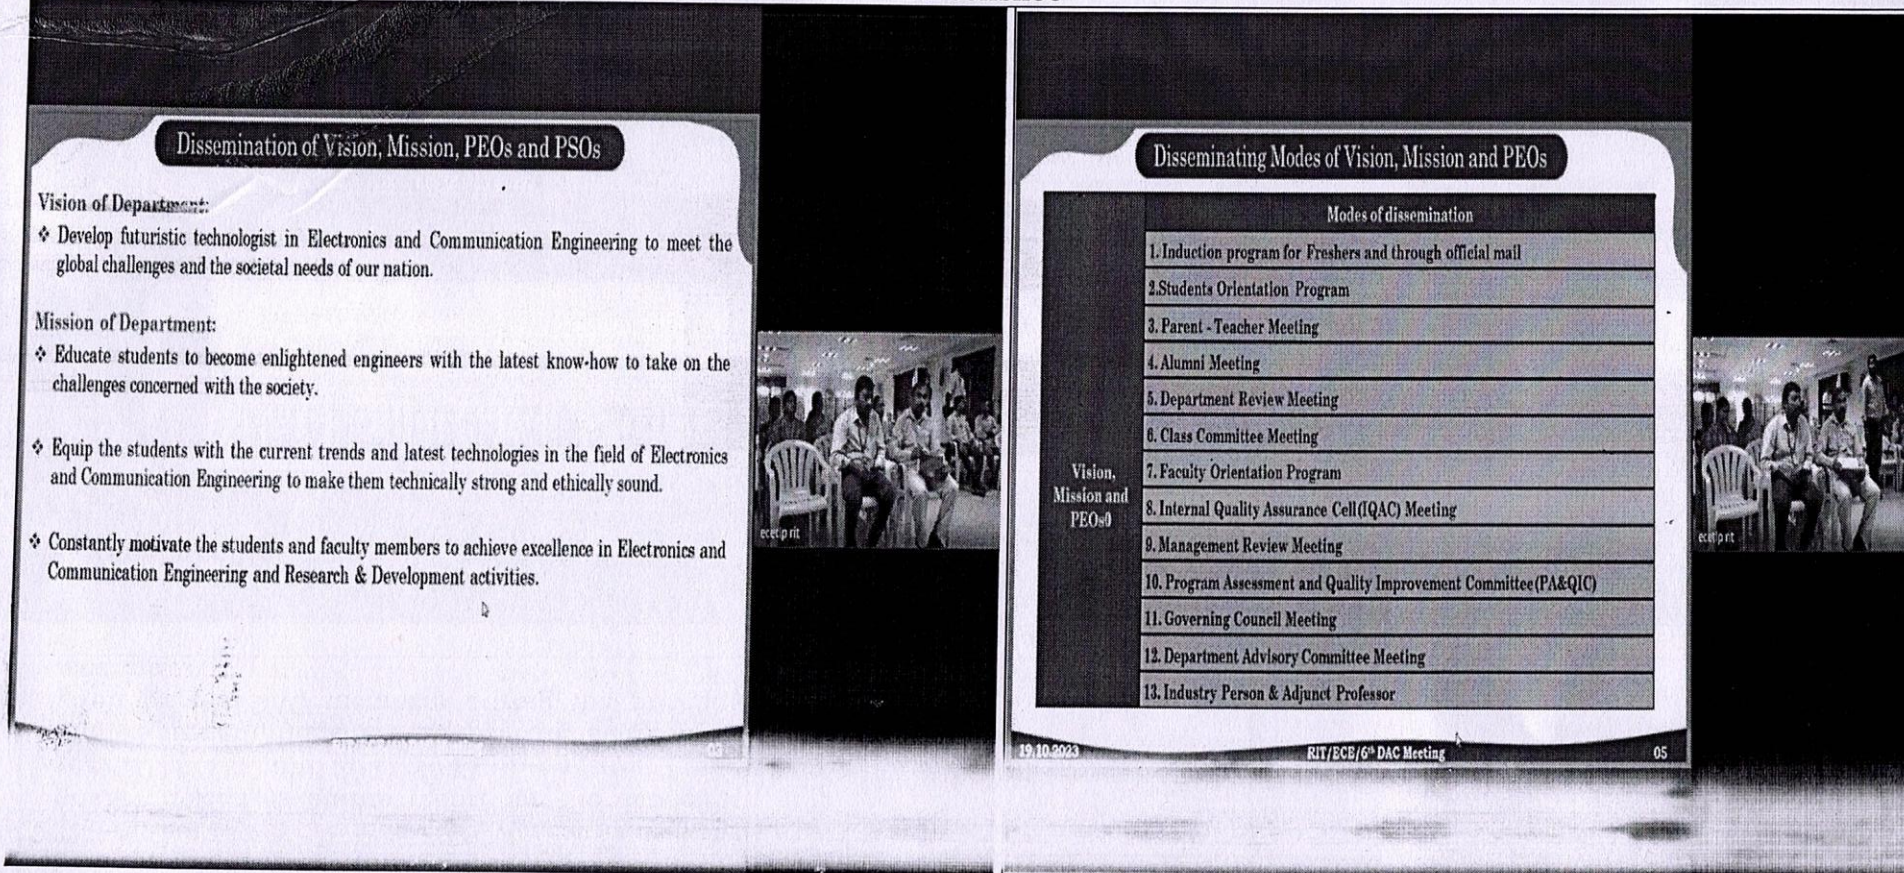 Dissemination of Vision, Mission, PEOs and PSOs
Vision of Department:
❖ Develop futuristic technologist in Electronics and Communication Engineering to meet the
global challenges and the societal needs of our nation.
Mission of Department:
❖ Educate students to become enlightened engineers with the latest know-how to take on the
challenges concerned with the society.
❖ Equip the students with the current trends and latest technologies in the field of Electronics
and Communication Engineering to make them technically strong and ethically sound.
❖ Constantly motivate the students and faculty members to achieve excellence in Electronics and
Communication Engineering and Research & Development activities.
ecetp rit
Disseminating Modes of Vision, Mission and PEOs
Modes of dissemination
Vision,
Mission and
PEOs0
1. Induction program for Freshers and through official mail
2.Students Orientation Program
3. Parent - Teacher Meeting
4. Alumni Meeting
5. Department Review Meeting
6. Class Committee Meeting
7. Faculty Orientation Program
8. Internal Quality Assurance Cell(IQAC) Meeting
9. Management Review Meeting
10. Program Assessment and Quality Improvement Committee(PA&QIC)
11. Governing Council Meeting
12. Department Advisory Committee Meeting
13. Industry Person & Adjunct Professor
19.10.2023
RIT/ECE/6th DAC Meeting
05
ecetp rit